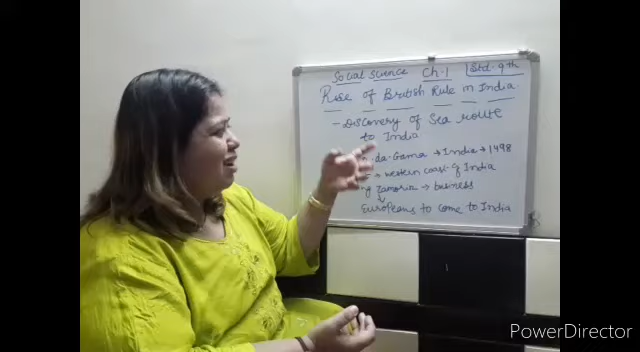 Social science Ch.1 Std. 9th
Rise of British Rule in India
- Discovery of Sea route
to India
da-Gama → India → 1498
→ western coast of India
Zamorin → business
Europeans to come to India
PowerDirector